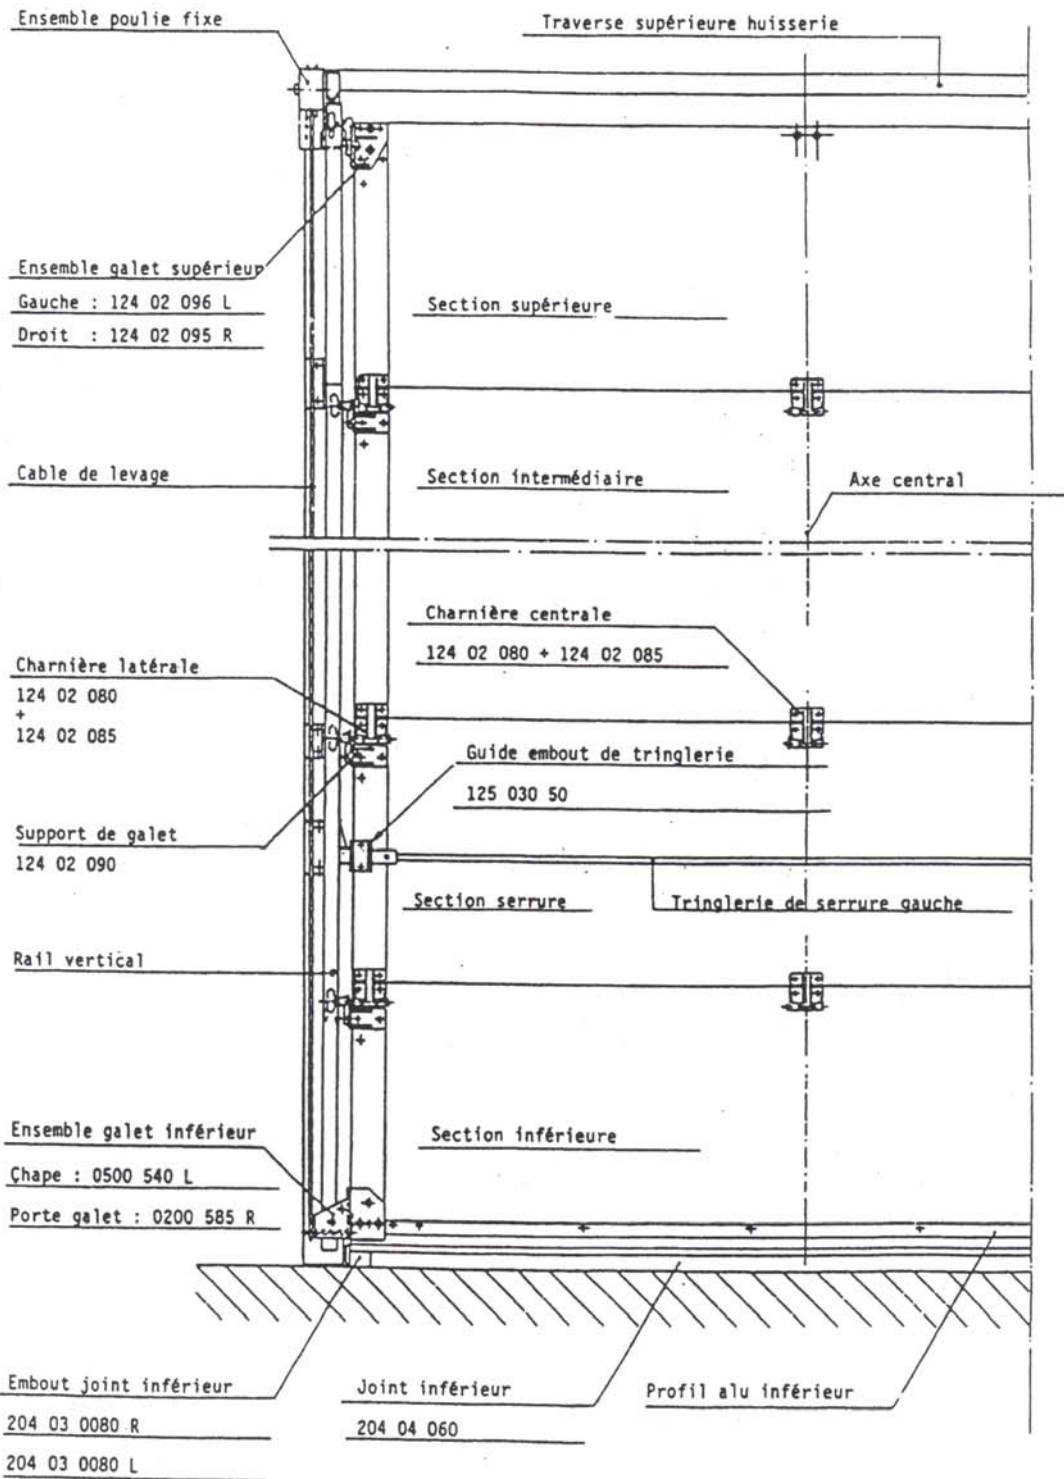 Ensemble poulie fixe
Traverse supérieure huisserie
Ensemble galet supérieur
Gauche : 124 02 096 L
Droit : 124 02 095 R
Section supérieure
Cable de levage
Section intermédiaire
Axe central
Charnière centrale
124 02 080 + 124 02 085
Charnière latérale
124 02 080
+
124 02 085
Guide embout de tringlerie
125 030 50
Support de galet
124 02 090
Section serrure
Tringlerie de serrure gauche
Rail vertical
Ensemble galet inférieur
Chape : 0500 540 L
Porte galet : 0200 585 R
Section inférieure
Embout joint inférieur
204 03 0080 R
204 03 0080 L
Joint inférieur
204 04 060
Profil alu inférieur